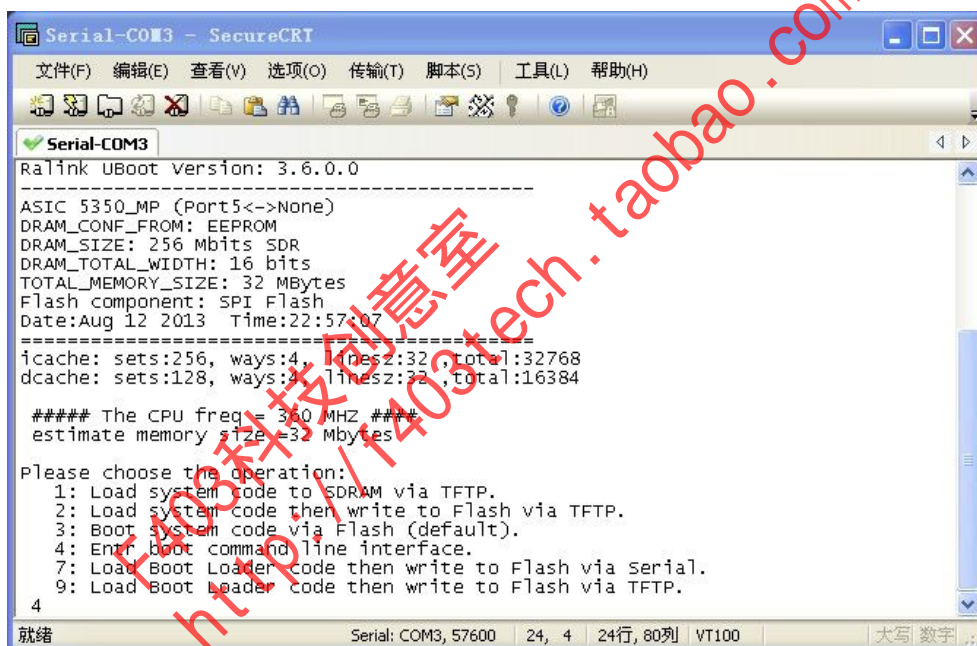 Serial-COM3 - SecureCRT
文件(F) 编辑(E) 查看(V) 选项(O) 传输(T) 脚本(S) 工具(L) 帮助(H)
Serial-COM3
Ralink UBoot Version: 3.6.0.0
--------------------------------------------
ASIC 5350_MP (Port5<->None)
DRAM_CONF_FROM: EEPROM
DRAM_SIZE: 256 Mbits SDR
DRAM_TOTAL_WIDTH: 16 bits
TOTAL_MEMORY_SIZE: 32 MBytes
Flash component: SPI Flash
Date:Aug 12 2013  Time:22:57:07
============================================
icache: sets:256, ways:4, linesz:32 ,total:32768
dcache: sets:128, ways:4, linesz:32 ,total:16384
##### The CPU freq = 360 MHZ ####
estimate memory size =32 Mbytes
Please choose the operation:
1: Load system code to SDRAM via TFTP.
2: Load system code then write to Flash via TFTP.
3: Boot system code via Flash (default).
4: Entr boot command line interface.
7: Load Boot Loader code then write to Flash via Serial.
9: Load Boot Loader code then write to Flash via TFTP.
4
就绪 Serial: COM3, 57600 24, 4 24行, 80列 VT100 大写 数字
F403科技创意室
http://f403tech.taobao.com